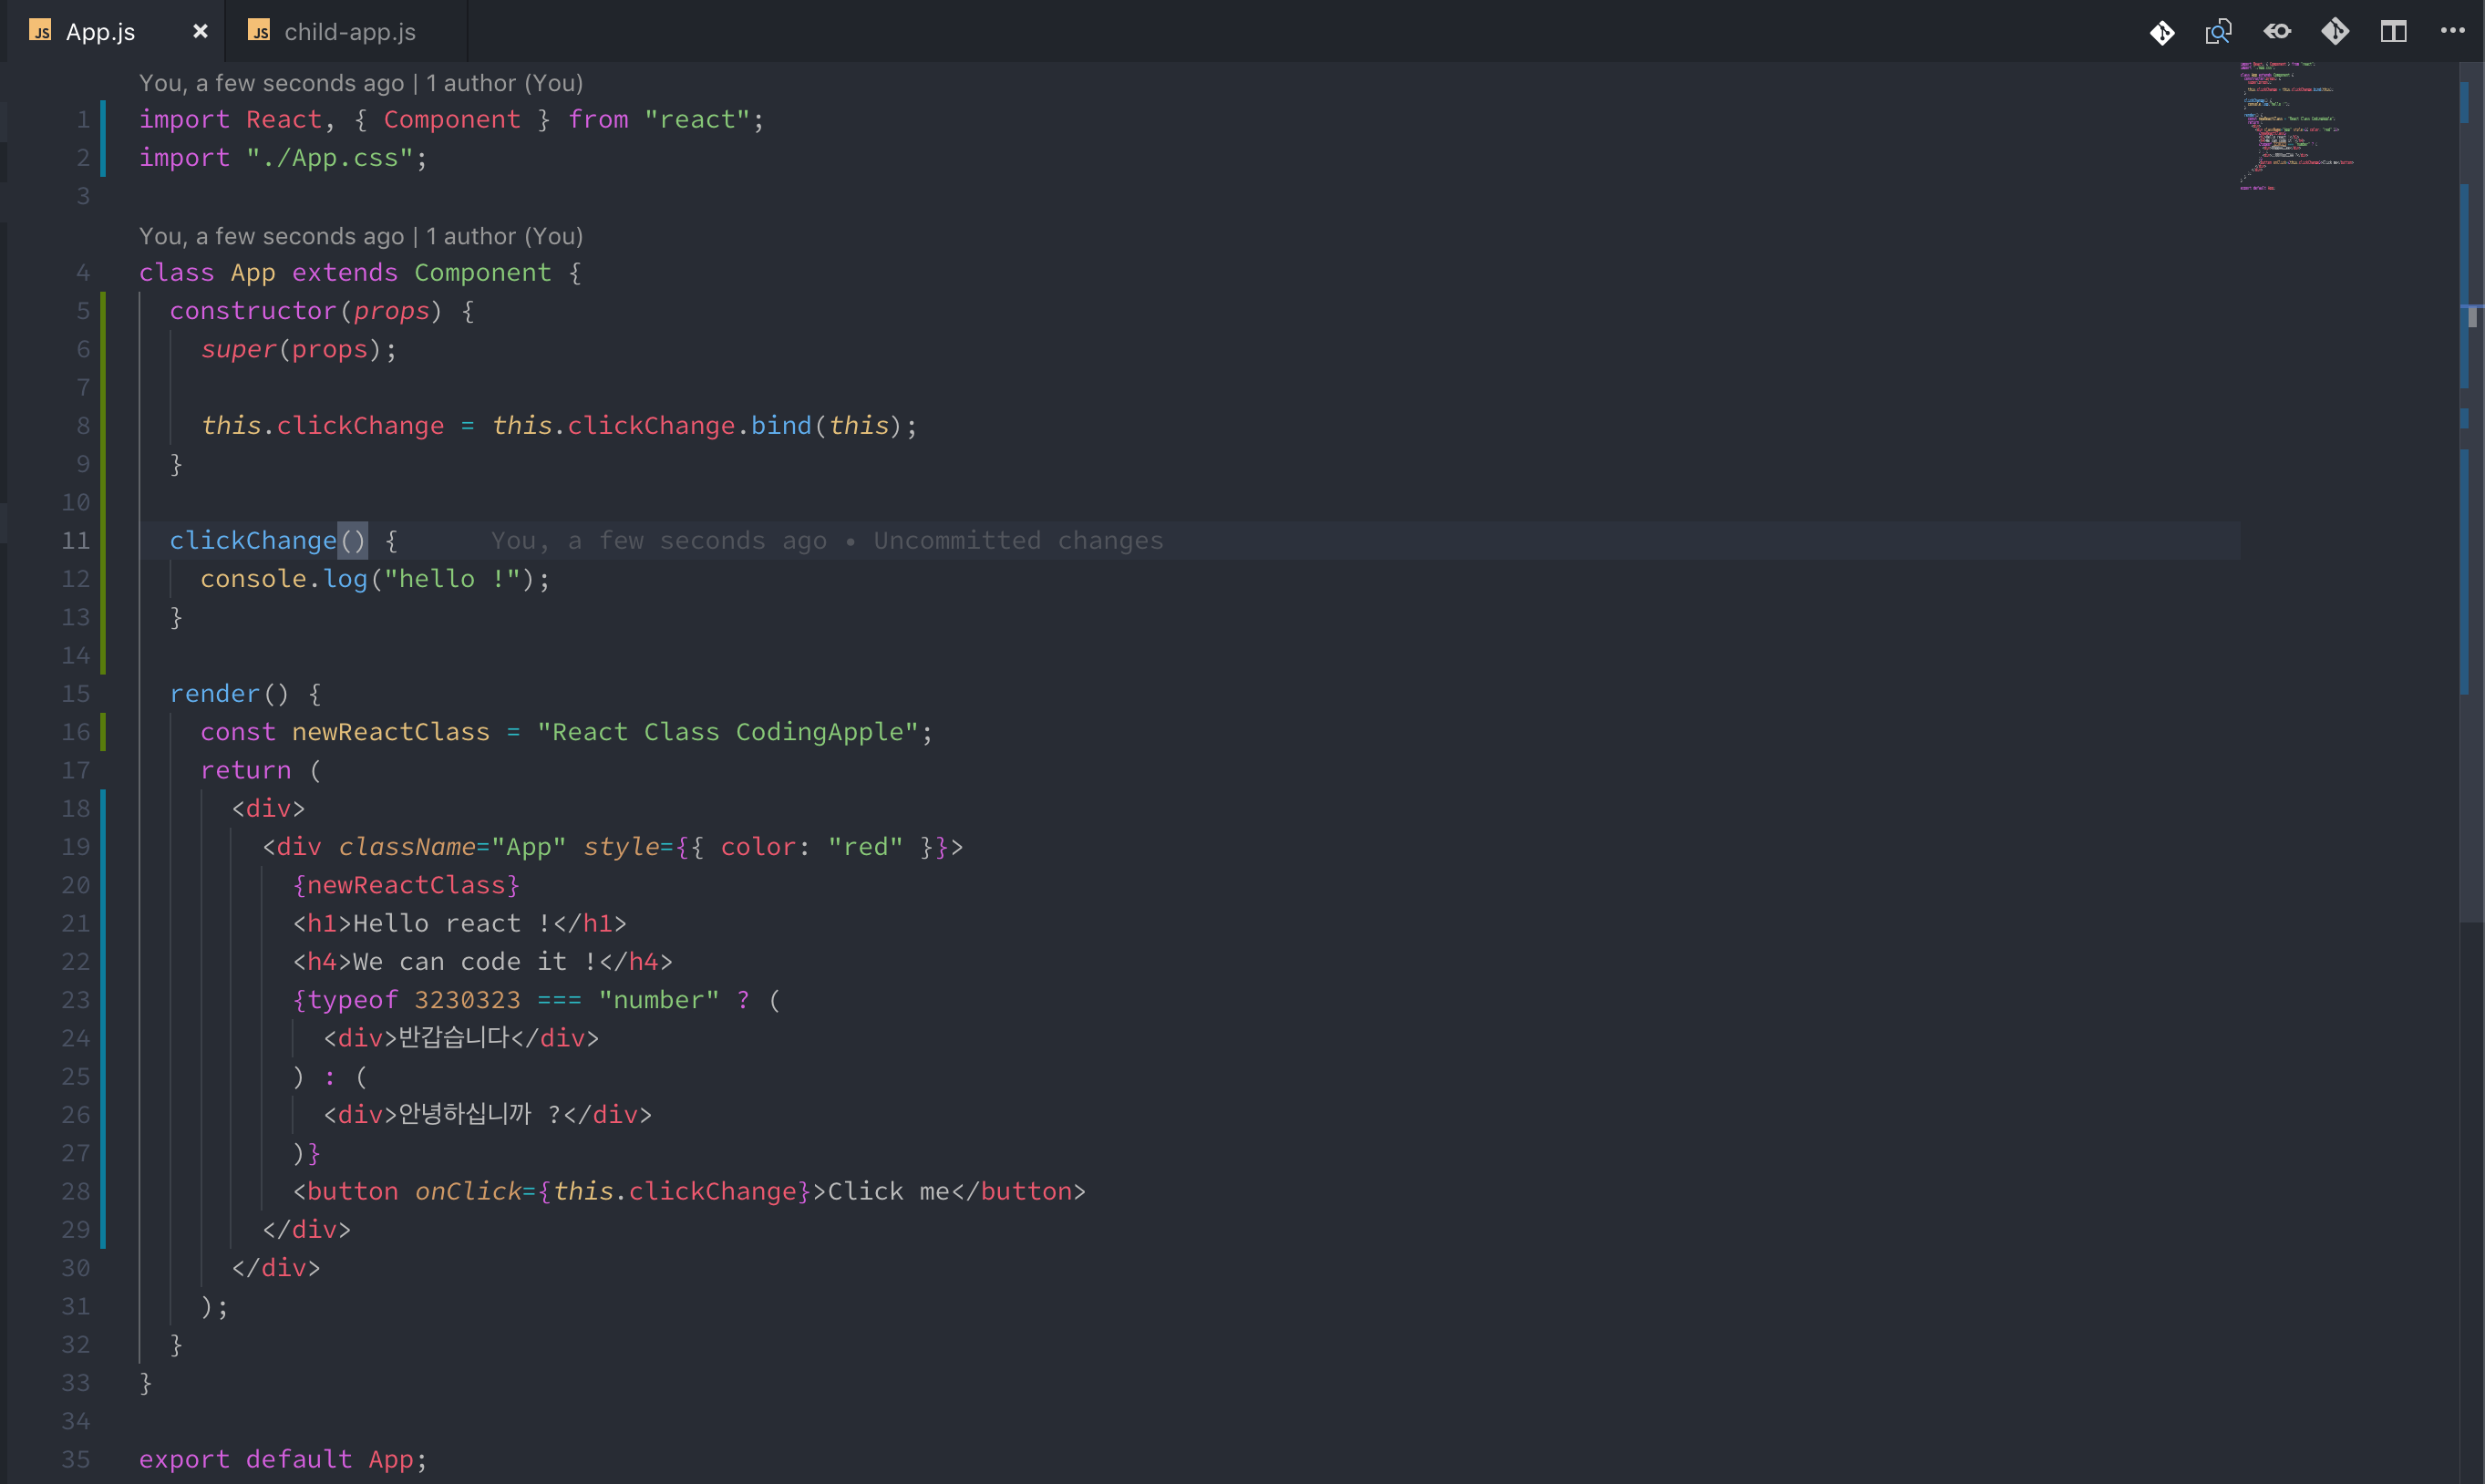 App.js × child-app.js
You, a few seconds ago | 1 author (You)
1 import React, { Component } from "react";
2 import "./App.css";
3
You, a few seconds ago | 1 author (You)
4 class App extends Component {
5 constructor(props) {
6 super(props);
7
8 this.clickChange = this.clickChange.bind(this);
9 }
10
11 clickChange() { You, a few seconds ago • Uncommitted changes
12 console.log("hello !");
13 }
14
15 render() {
16 const newReactClass = "React Class CodingApple";
17 return (
18 <div>
19 <div className="App" style={{ color: "red" }}>
20 {newReactClass}
21 <h1>Hello react !</h1>
22 <h4>We can code it !</h4>
23 {typeof 3230323 === "number" ? (
24 <div>반갑습니다</div>
25 ) : (
26 <div>안녕하십니까 ?</div>
27 )}
28 <button onClick={this.clickChange}>Click me</button>
29 </div>
30 </div>
31 );
32 }
33 }
34
35 export default App;